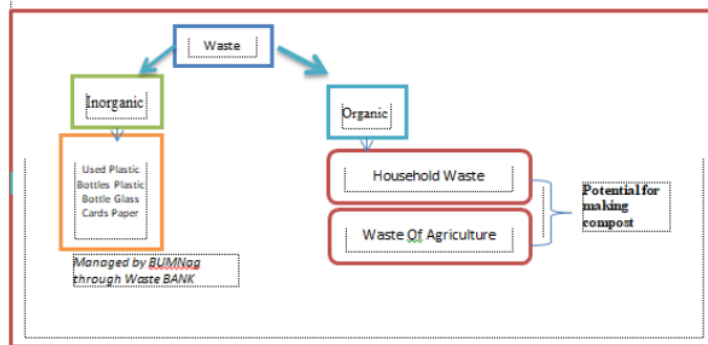 Waste
Inorganic
Organic
Used Plastic
Bottles Plastic
Bottle Glass
Cards Paper
Household Waste
Waste Of Agriculture
Potential for
making
compost
Managed by BUMNag
through Waste BANK